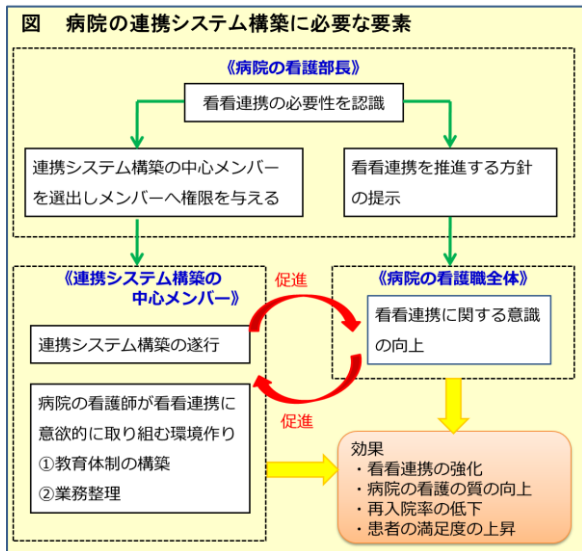 図 病院の連携システム構築に必要な要素
《病院の看護部長》
看看連携の必要性を認識
連携システム構築の中心メンバー
を選出しメンバーへ権限を与える
看看連携を推進する方針
の提示
《連携システム構築の
中心メンバー》
促進
《病院の看護職全体》
連携システム構築の遂行
看看連携に関する意識
の向上
病院の看護師が看看連携に
意欲的に取り組む環境作り
①教育体制の構築
②業務整理
促進
効果
・看看連携の強化
・病院の看護の質の向上
・再入院率の低下
・患者の満足度の上昇